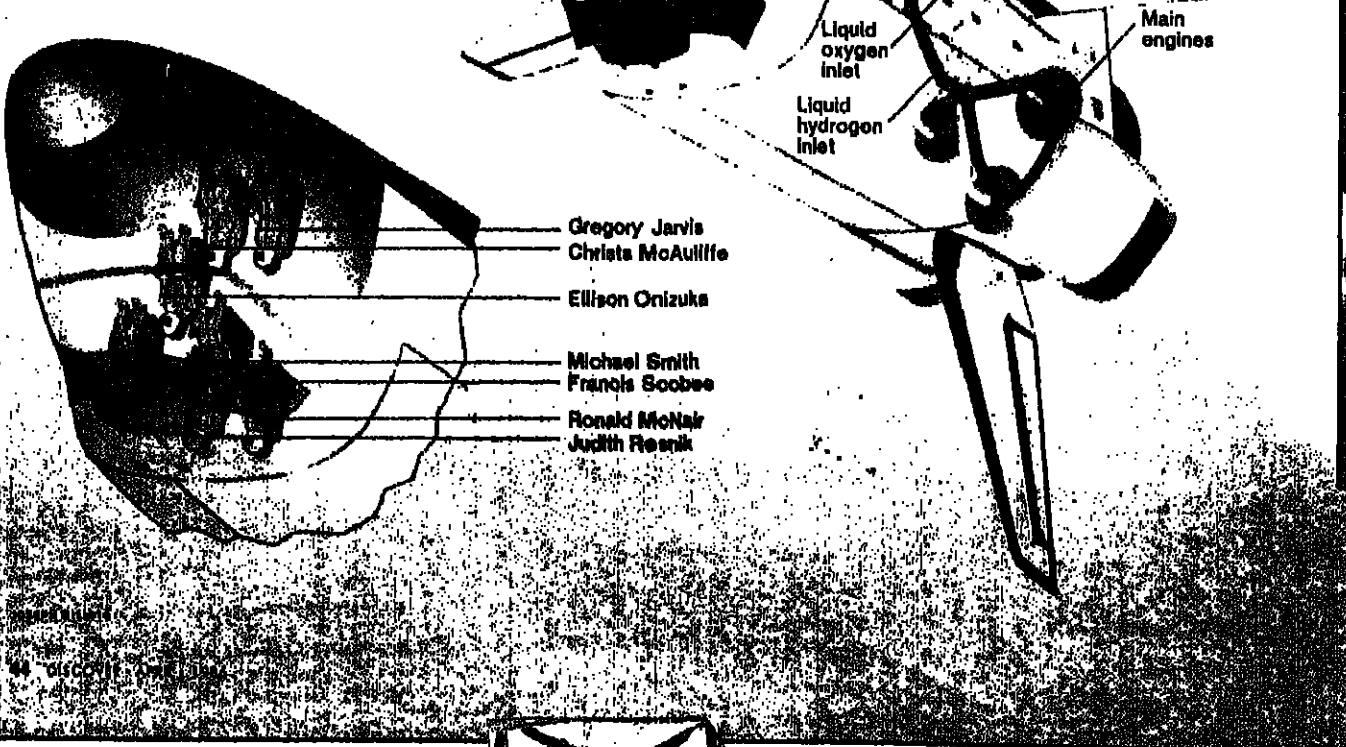 Liquid
oxygen
inlet
Main
engines
Liquid
hydrogen
inlet
Gregory Jarvis
Christa McAuliffe
Ellison Onizuka
Michael Smith
Francis Scobee
Ronald McNair
Judith Resnik
DISCOVER